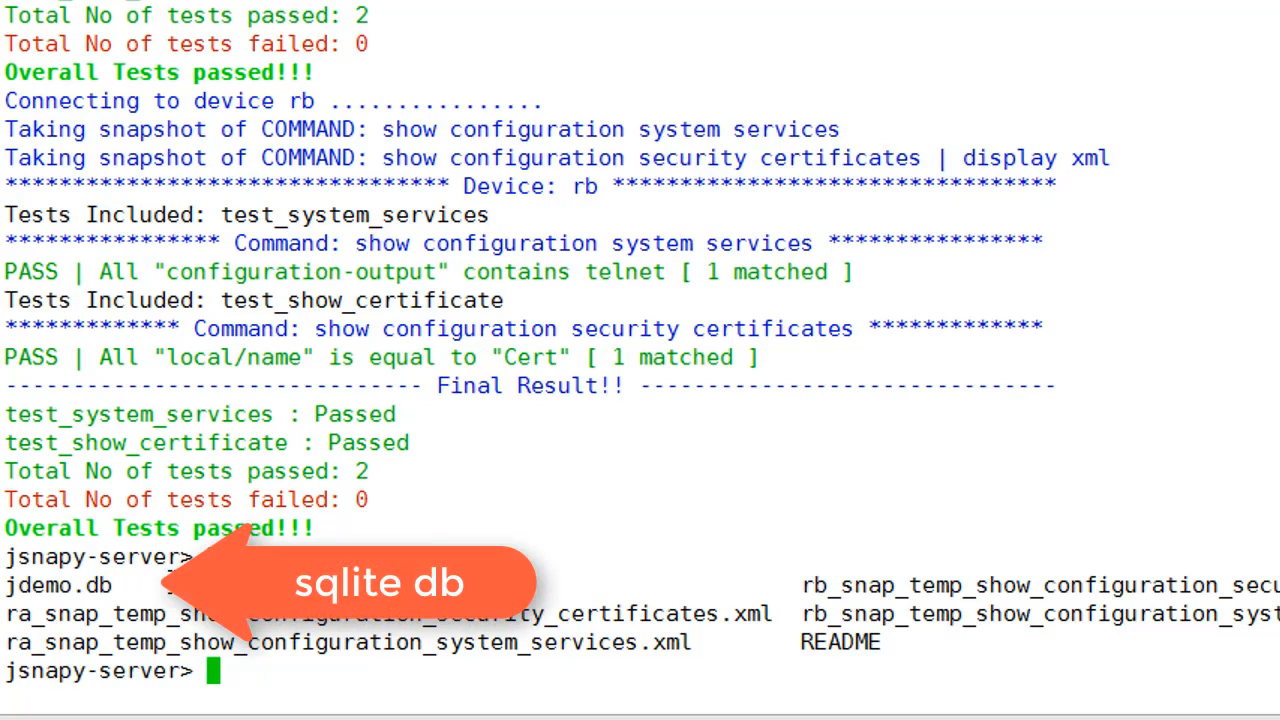 Total No of tests passed: 2
Total No of tests failed: 0
Overall Tests passed!!!
Connecting to device rb ................
Taking snapshot of COMMAND: show configuration system services
Taking snapshot of COMMAND: show configuration security certificates | display xml
********************************* Device: rb *********************************
Tests Included: test_system_services
**************** Command: show configuration system services ****************
PASS | All "configuration-output" contains telnet [ 1 matched ]
Tests Included: test_show_certificate
************* Command: show configuration security certificates *************
PASS | All "local/name" is equal to "Cert" [ 1 matched ]
------------------------------- Final Result!! -------------------------------
test_system_services : Passed
test_show_certificate : Passed
Total No of tests passed: 2
Total No of tests failed: 0
Overall Tests passed!!!
jsnapy-server>
jdemo.db sqlite db rb_snap_temp_show_configuration_secu
_certificates.xml rb_snap_temp_show_configuration_syst
ra_snap_temp_show_configuration_system_services.xml README
jsnapy-server>